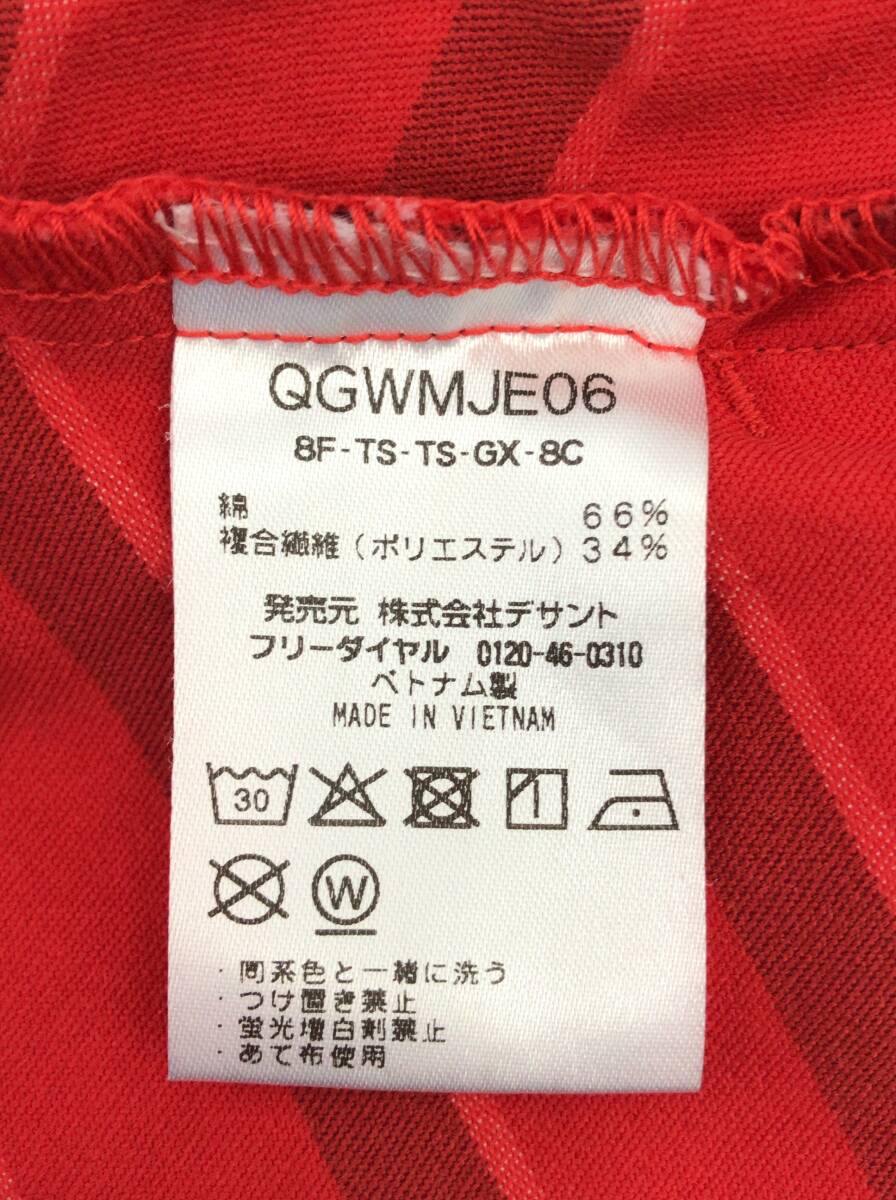 QGWMJE06
8F-TS-TS-GX-8C
綿 66%
複合繊維(ポリエステル)34%
発売元 株式会社デサント
フリーダイヤル 0120-46-0310
ベトナム製
MADE IN VIETNAM
30
W
・同系色と一緒に洗う
・つけ置き禁止
・蛍光増白剤禁止
・あて布使用